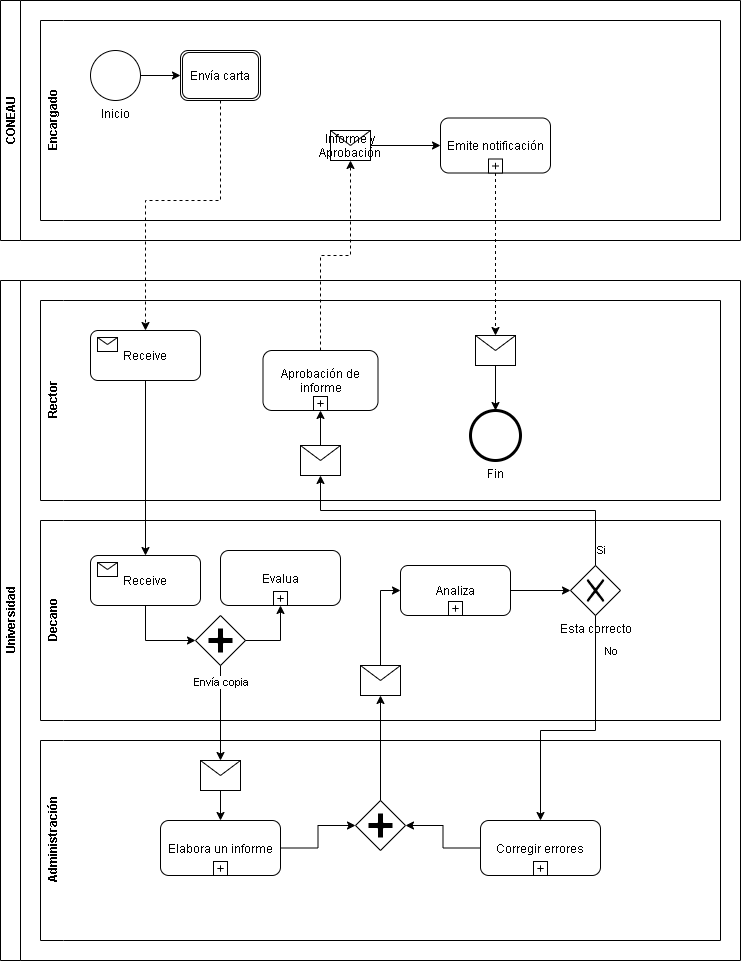 CONEAU
Encargado
Inicio
Envía carta
Informe y
Aprobación
Emite notificación
Universidad
Rector
Receive
Aprobación de
informe
Fin
Decano
Receive
Evalua
Envía copia
Analiza
Si
Esta correcto
No
Administración
Elabora un informe
Corregir errores